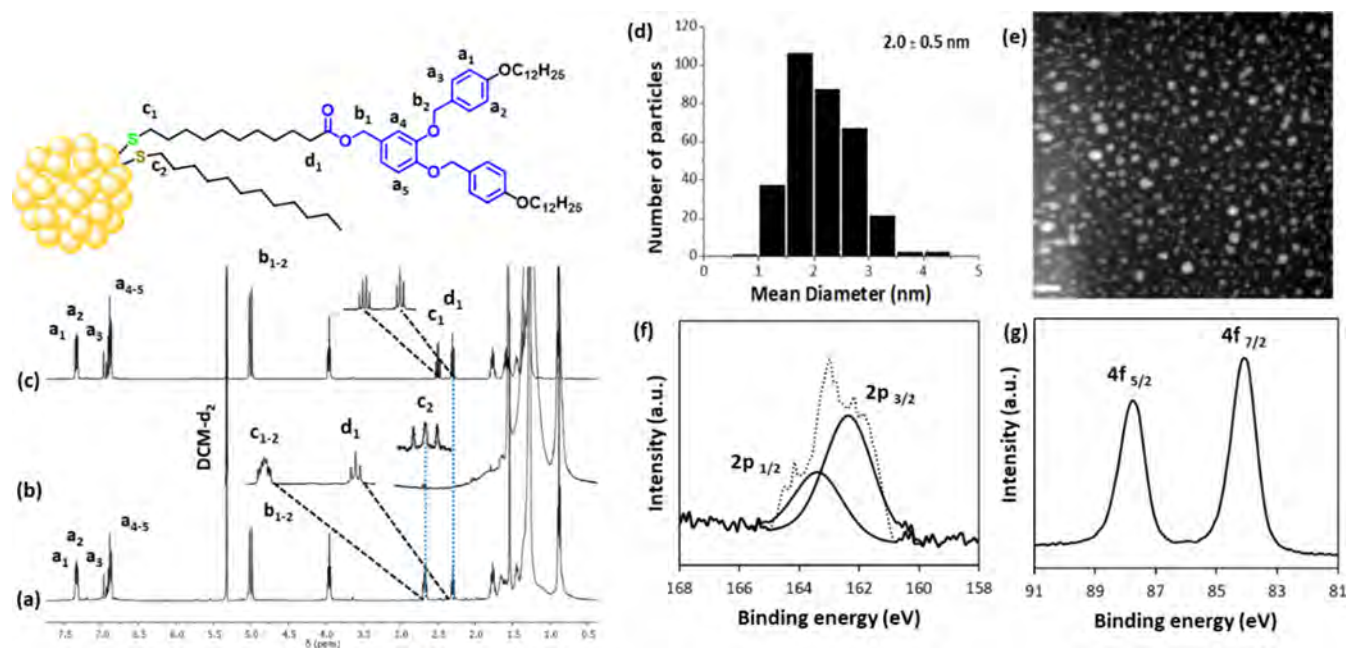 c₁
S
S
c₂
O
d₁
b₁
O
a₄
a₅
O
O
b₂
a₃
a₁
OC₁₂H₂₅
a₂
OC₁₂H₂₅
b₁₋₂
a₄₋₅
a₂
a₁
a₃
d₁
c₁
(c)
DCM-d₂
c₁₋₂
d₁
c₂
(b)
b₁₋₂
a₄₋₅
a₂
a₁
a₃
(a)
7.5 7.0 6.5 6.0 5.5 5.0 4.5 4.0 3.5 3.0 2.5 2.0 1.5 1.0 0.5
δ (ppm)
(d)
120
100
80
60
40
20
0
Number of particles
2.0 ± 0.5 nm
0 1 2 3 4 5
Mean Diameter (nm)
(e)
(f)
Intensity (a.u.)
2p 1/2
2p 3/2
168 166 164 162 160 158
Binding energy (eV)
(g)
Intensity (a.u.)
4f 5/2
4f 7/2
91 89 87 85 83 81
Binding energy (eV)